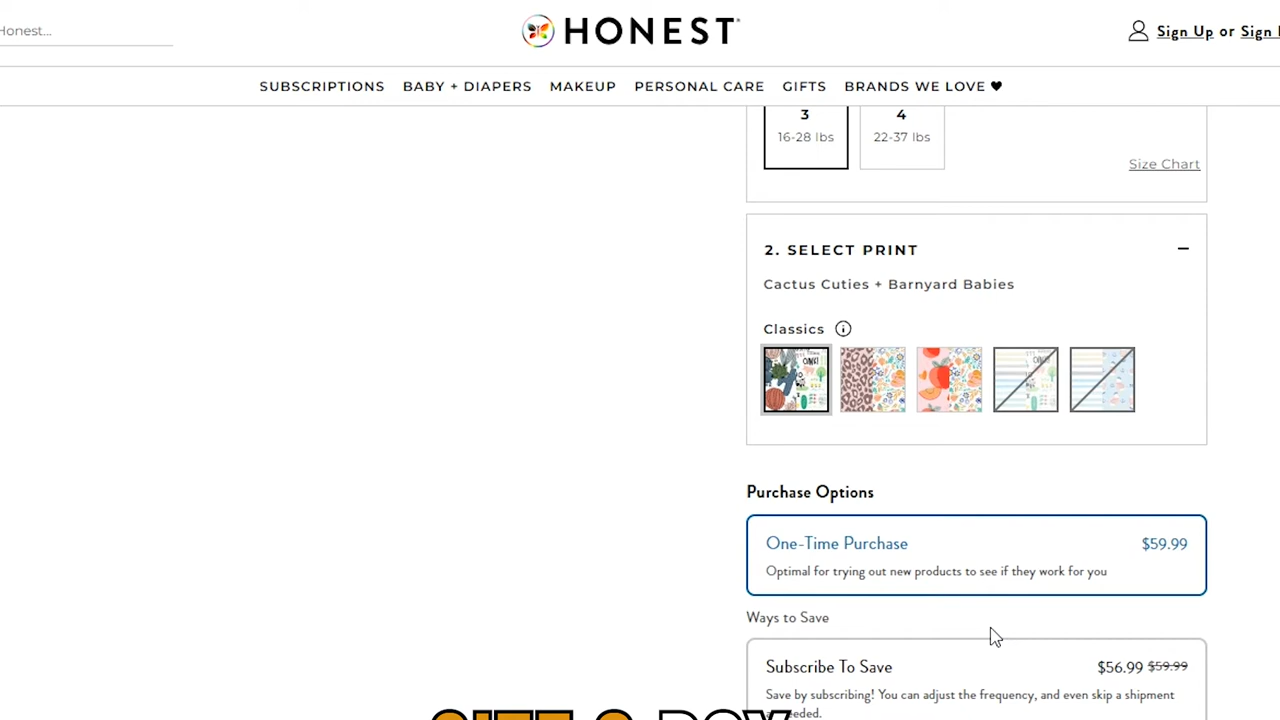 Honest...
HONEST
Sign Up or Sign
SUBSCRIPTIONS BABY + DIAPERS MAKEUP PERSONAL CARE GIFTS BRANDS WE LOVE ♥
3
16-28 lbs
4
22-37 lbs
Size Chart
2. SELECT PRINT
Cactus Cuties + Barnyard Babies
Classics
Purchase Options
One-Time Purchase $59.99
Optimal for trying out new products to see if they work for you
Ways to Save
Subscribe To Save $56.99 $59.99
Save by subscribing! You can adjust the frequency, and even skip a shipment
needed.